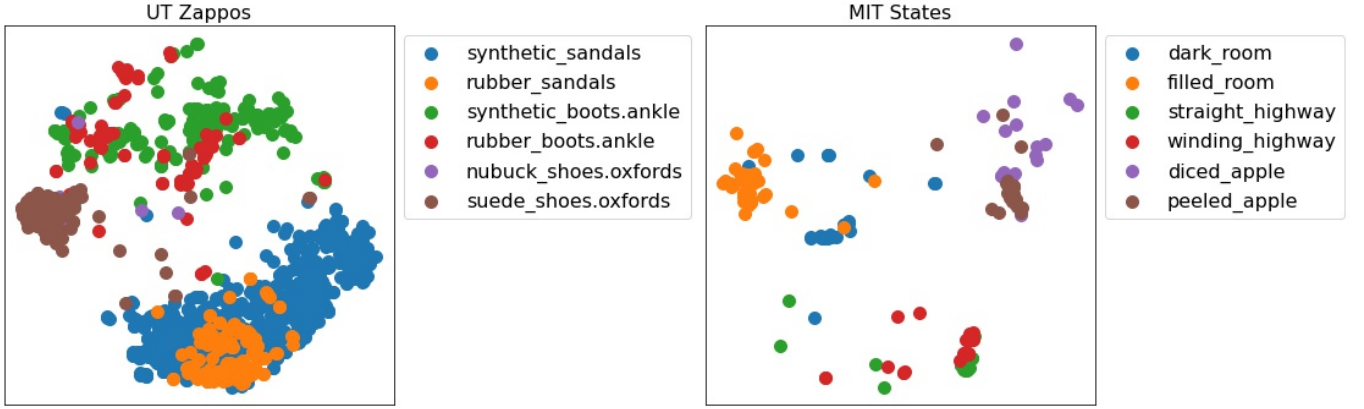 UT Zappos
synthetic_sandals
rubber_sandals
synthetic_boots.ankle
rubber_boots.ankle
nubuck_shoes.oxfords
suede_shoes.oxfords
MIT States
dark_room
filled_room
straight_highway
winding_highway
diced_apple
peeled_apple